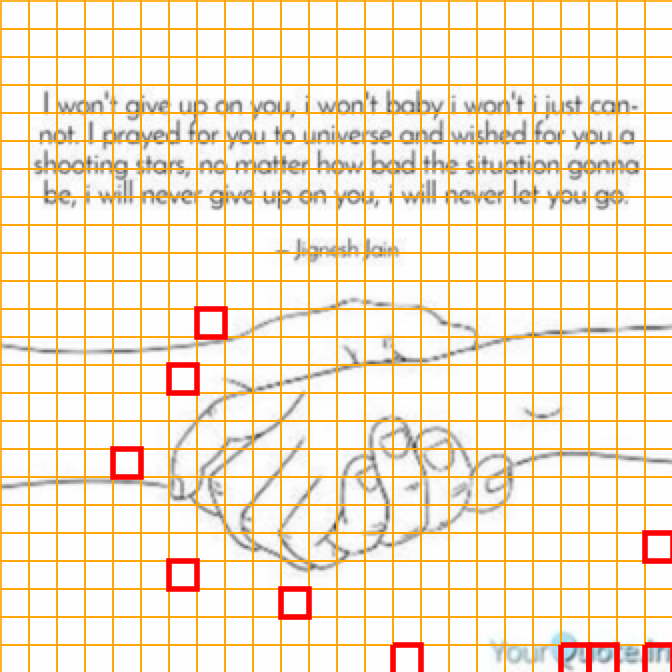 I won't give up on you, i won't baby i won't i just can-
not. I prayed for you to universe and wished for you a
shooting stars, no matter how bad the situation gonna
be, i will never give up on you, i will never let you go.
-- Jignesh Jain
YourQuote.in